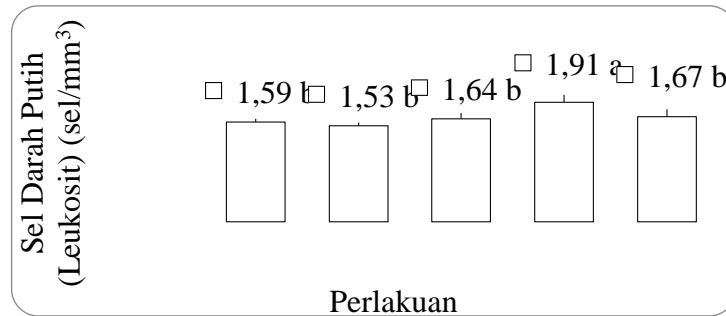 Sel Darah Putih
(Leukosit) (sel/mm³)
□ 1,59 b
□ 1,53 b
□ 1,64 b
□ 1,91 a
□ 1,67 b
Perlakuan